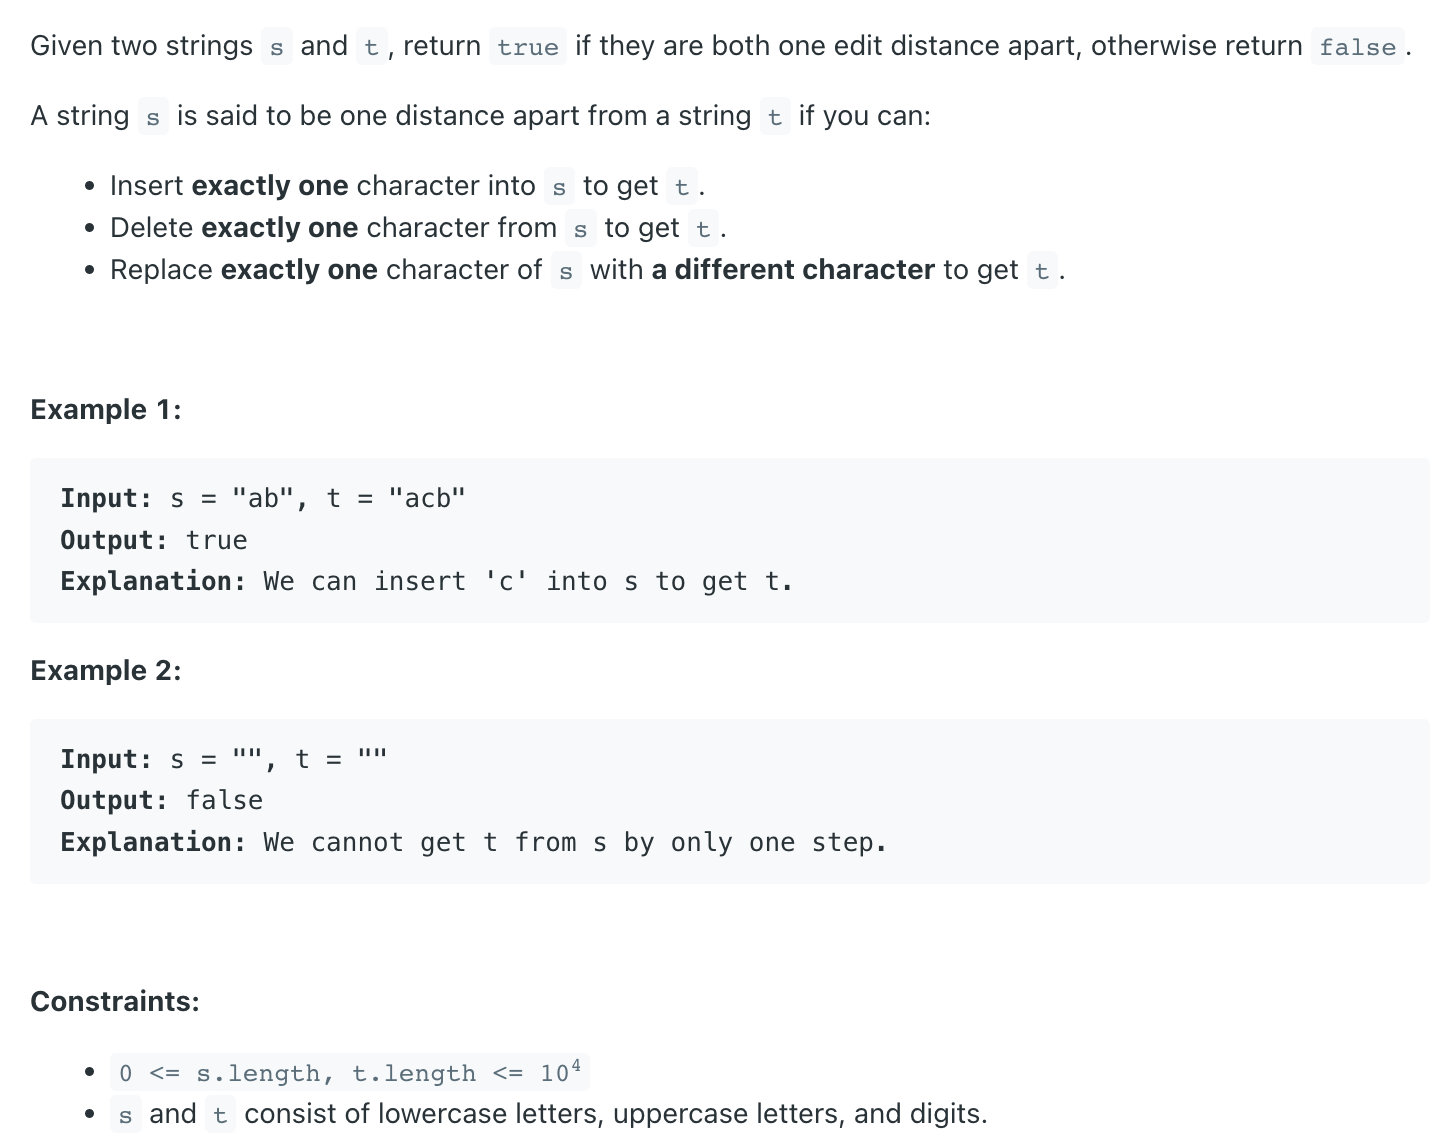 Given two strings s and t, return true if they are both one edit distance apart, otherwise return false.
A string s is said to be one distance apart from a string t if you can:
• Insert exactly one character into s to get t.
• Delete exactly one character from s to get t.
• Replace exactly one character of s with a different character to get t.
Example 1:
Input: s = "ab", t = "acb"
Output: true
Explanation: We can insert 'c' into s to get t.
Example 2:
Input: s = "", t = ""
Output: false
Explanation: We cannot get t from s by only one step.
Constraints:
• 0 <= s.length, t.length <= 10⁴
• s and t consist of lowercase letters, uppercase letters, and digits.